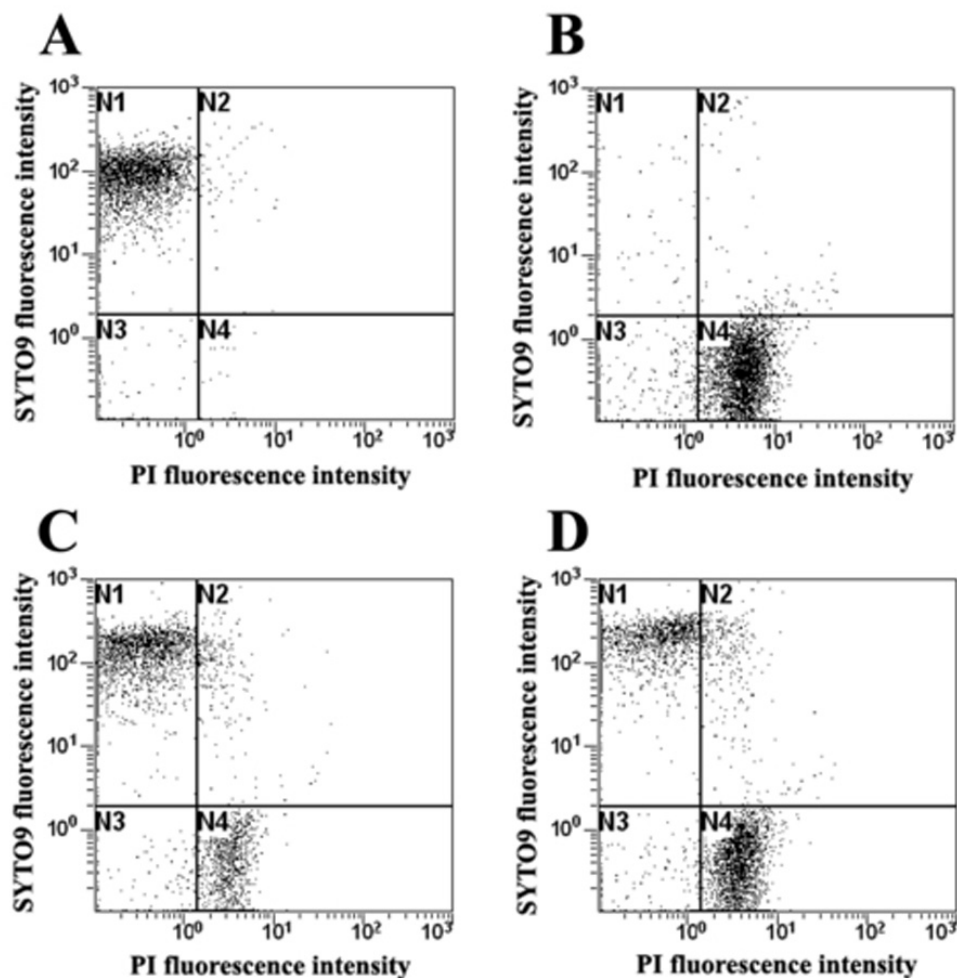 A
B
SYTO9 fluorescence intensity
10³
10²
10¹
10⁰
N1
N2
N3
N4
10⁰ 10¹ 10² 10³
PI fluorescence intensity
SYTO9 fluorescence intensity
10³
10²
10¹
10⁰
N1
N2
N3
N4
10⁰ 10¹ 10² 10³
PI fluorescence intensity
C
D
SYTO9 fluorescence intensity
10³
10²
10¹
10⁰
N1
N2
N3
N4
10⁰ 10¹ 10² 10³
PI fluorescence intensity
SYTO9 fluorescence intensity
10³
10²
10¹
10⁰
N1
N2
N3
N4
10⁰ 10¹ 10² 10³
PI fluorescence intensity